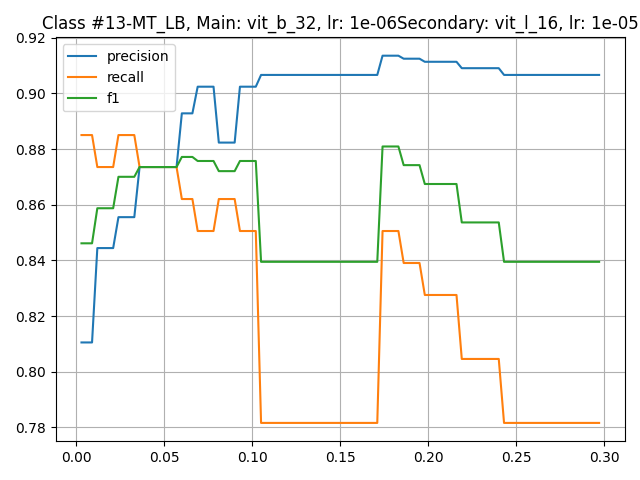 Class #13-MT_LB, Main: vit_b_32, lr: 1e-06Secondary: vit_l_16, lr: 1e-05
0.92
0.90
0.88
0.86
0.84
0.82
0.80
0.78
precision
recall
f1
0.00 0.05 0.10 0.15 0.20 0.25 0.30